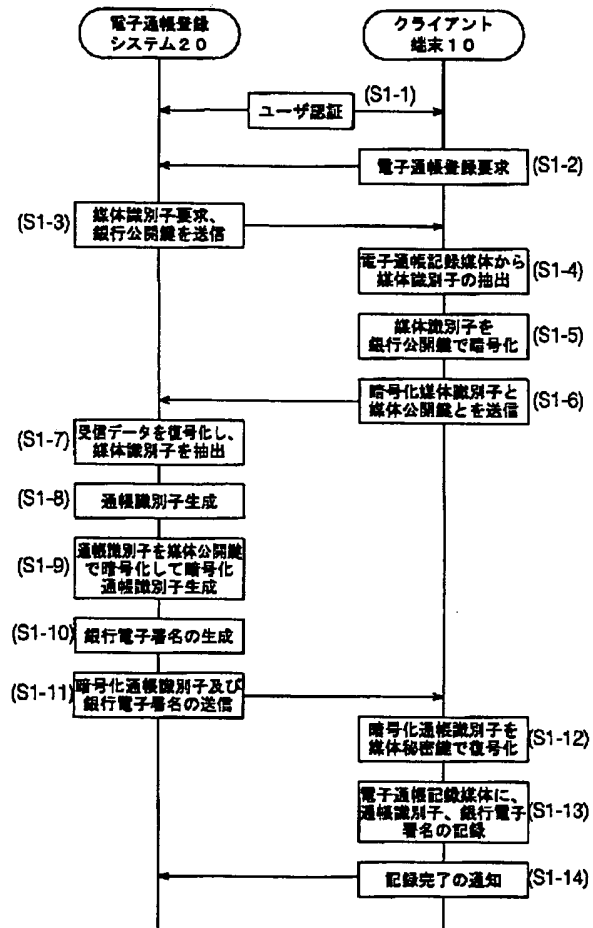 電子通帳登録
システム20
クライアント
端末10
(S1-1)
ユーザ認証
電子通帳登録要求
(S1-2)
(S1-3)
媒体識別子要求、
銀行公開鍵を送信
電子通帳記録媒体から
媒体識別子の抽出
(S1-4)
媒体識別子を
銀行公開鍵で暗号化
(S1-5)
暗号化媒体識別子と
媒体公開鍵とを送信
(S1-6)
(S1-7)
受信データを復号化し、
媒体識別子を抽出
(S1-8)
通帳識別子生成
(S1-9)
通帳識別子を媒体公開鍵
で暗号化して暗号化
通帳識別子生成
(S1-10)
銀行電子署名の生成
(S1-11)
暗号化通帳識別子及び
銀行電子署名の送信
暗号化通帳識別子を
媒体秘密鍵で復号化
(S1-12)
電子通帳記録媒体に、
通帳識別子、銀行電子
署名の記録
(S1-13)
記録完了の通知
(S1-14)